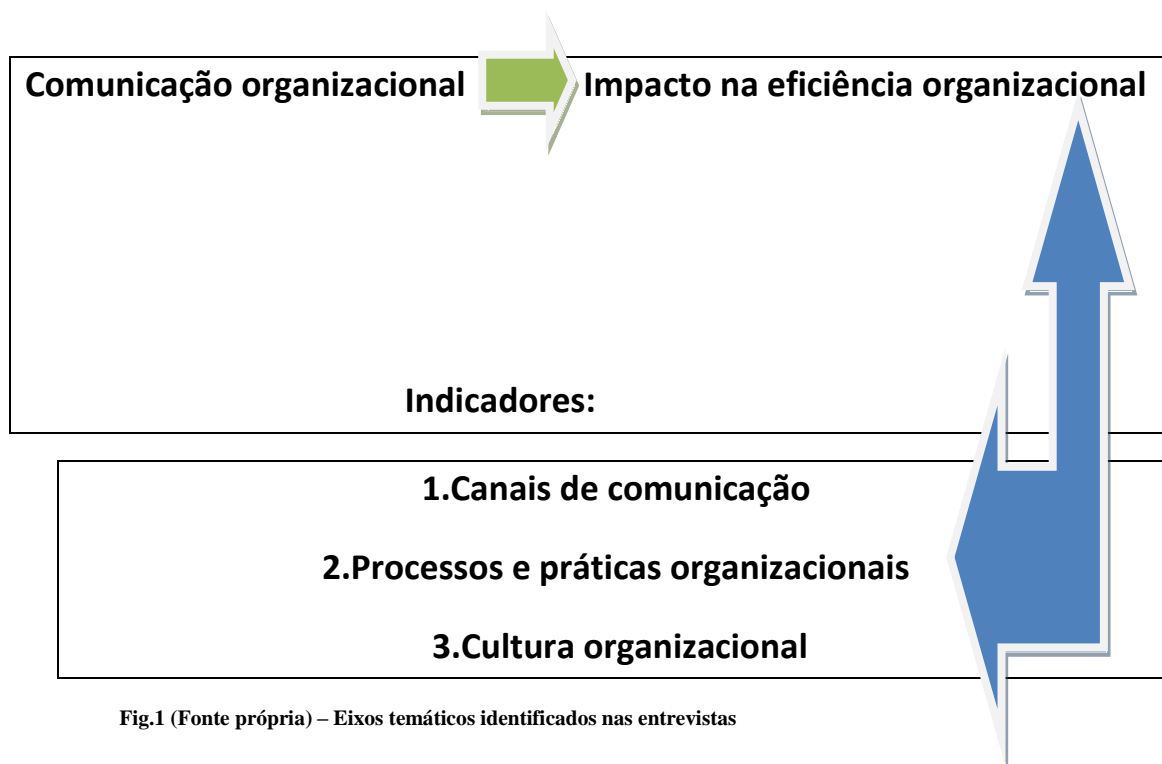 Comunicação organizacional Impacto na eficiência organizacional
Indicadores:
1.Canais de comunicação
2.Processos e práticas organizacionais
3.Cultura organizacional
Fig.1 (Fonte própria) – Eixos temáticos identificados nas entrevistas